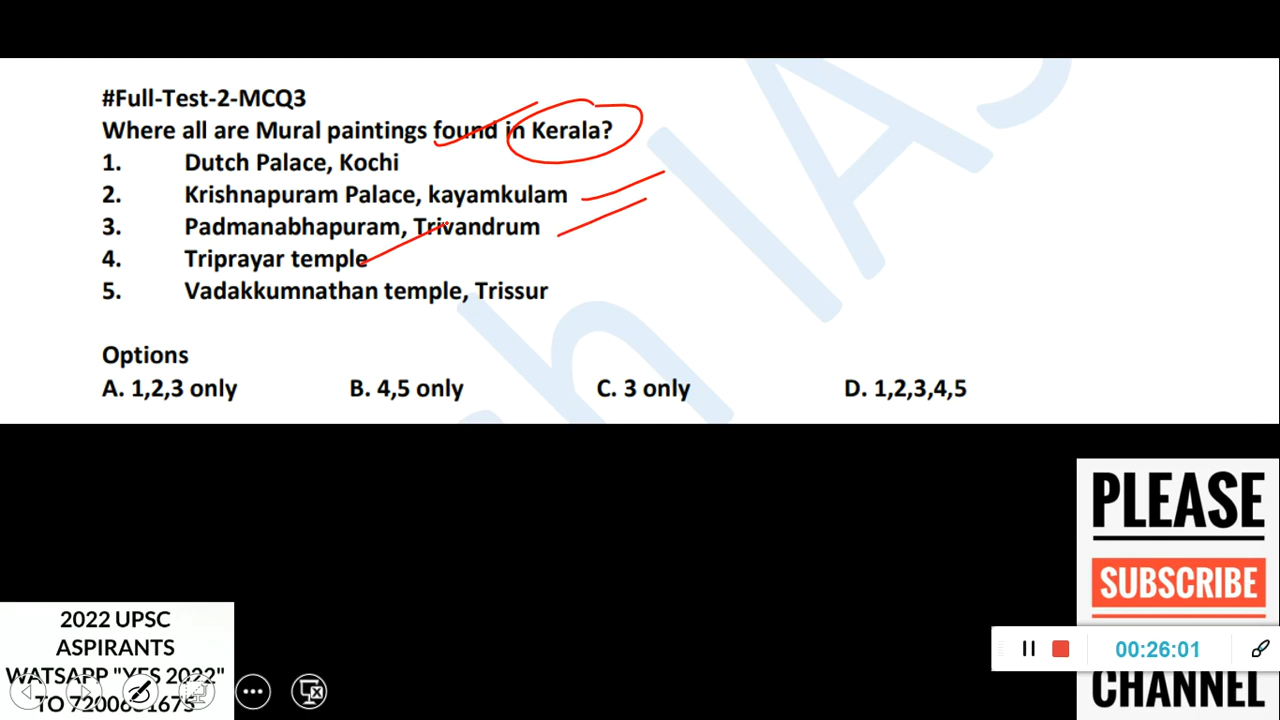 #Full-Test-2-MCQ3
Where all are Mural paintings found in Kerala?
1. Dutch Palace, Kochi
2. Krishnapuram Palace, kayamkulam
3. Padmanabhapuram, Trivandrum
4. Triprayar temple
5. Vadakkumnathan temple, Trissur
Options
A. 1,2,3 only B. 4,5 only C. 3 only D. 1,2,3,4,5
PLEASE
SUBSCRIBE
CHANNEL
00:26:01
2022 UPSC
ASPIRANTS
WATSAPP "YES 2022"
TO